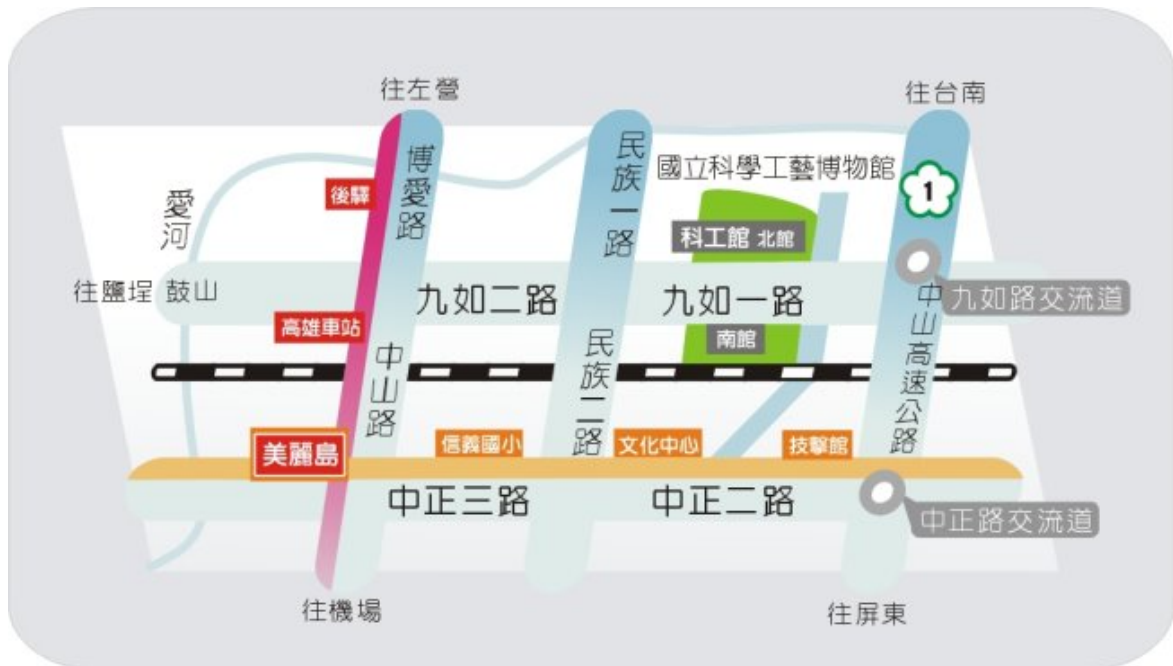 往左營
往台南
博愛路
民族一路
國立科學工藝博物館
1
後驛
愛河
科工館 北館
往鹽埕 鼓山
九如二路
九如一路
九如路交流道
高雄車站
南館
中山路
民族二路
中山高速公路
美麗島
信義國小
文化中心
技擊館
中正三路
中正二路
中正路交流道
往機場
往屏東